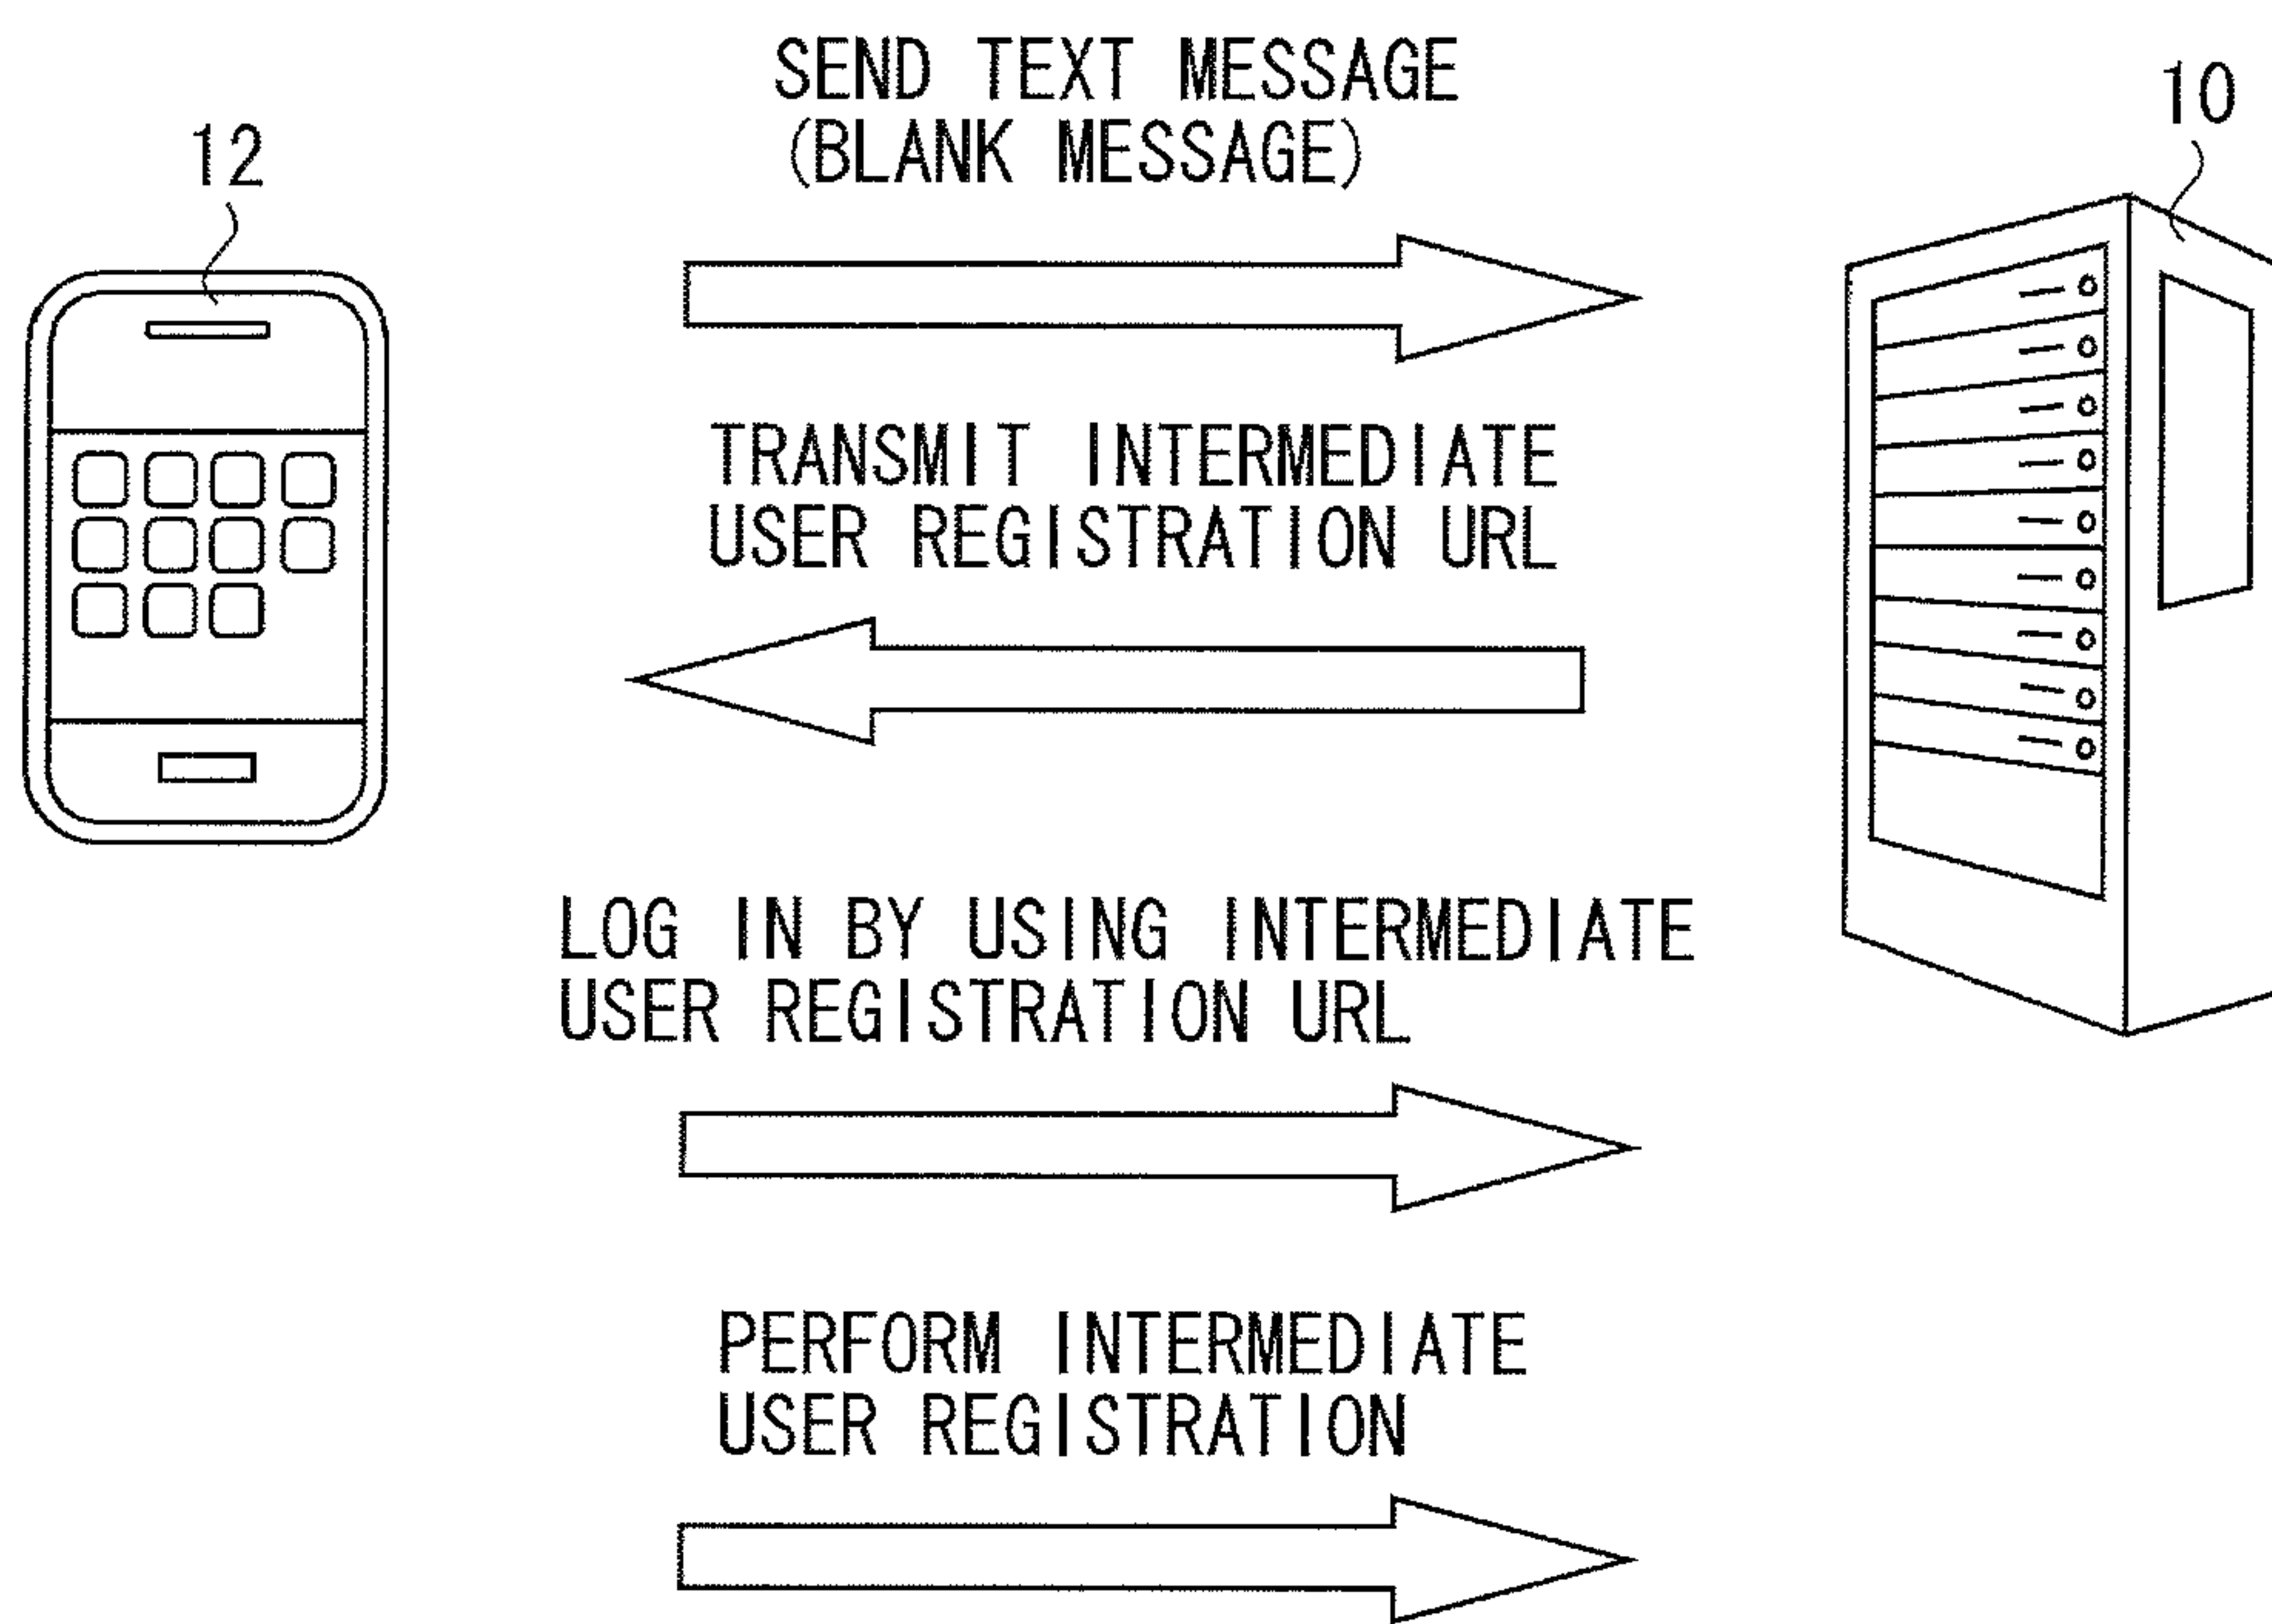 SEND TEXT MESSAGE
(BLANK MESSAGE)
10
12
TRANSMIT INTERMEDIATE
USER REGISTRATION URL
LOG IN BY USING INTERMEDIATE
USER REGISTRATION URL
PERFORM INTERMEDIATE
USER REGISTRATION